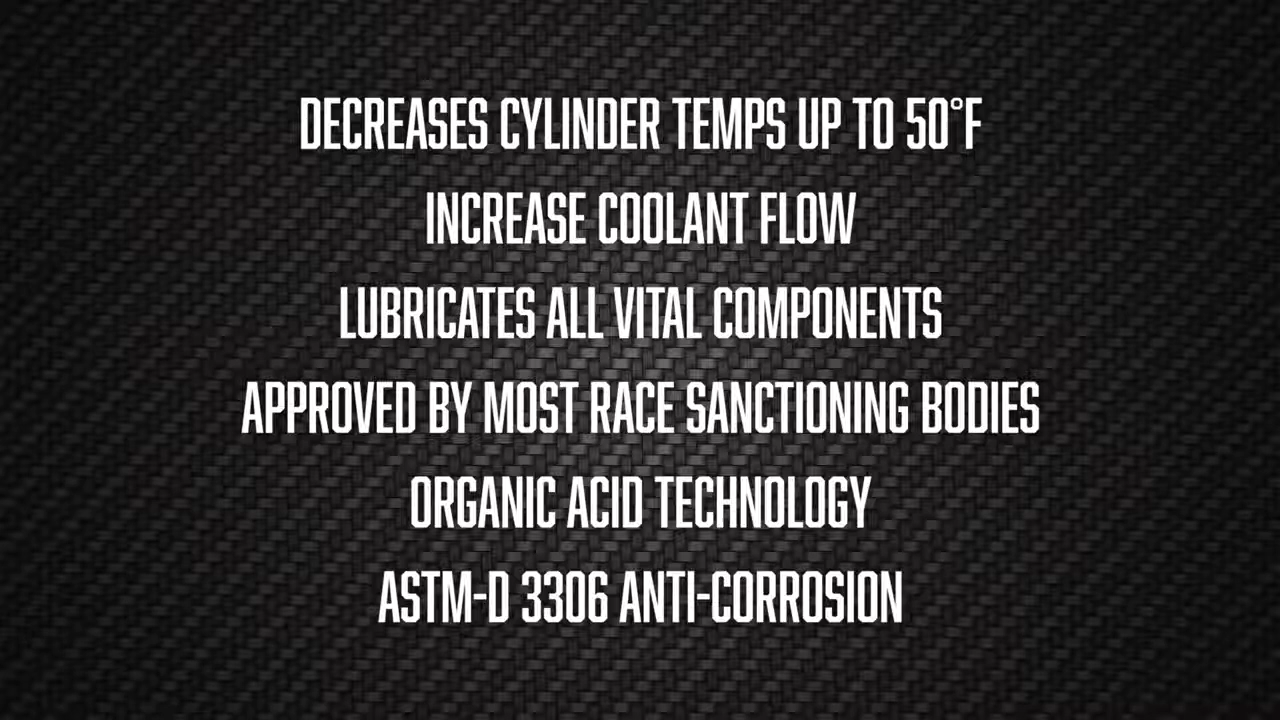 DECREASES CYLINDER TEMPS UP TO 50°F
INCREASE COOLANT FLOW
LUBRICATES ALL VITAL COMPONENTS
APPROVED BY MOST RACE SANCTIONING BODIES
ORGANIC ACID TECHNOLOGY
ASTM-D 3306 ANTI-CORROSION